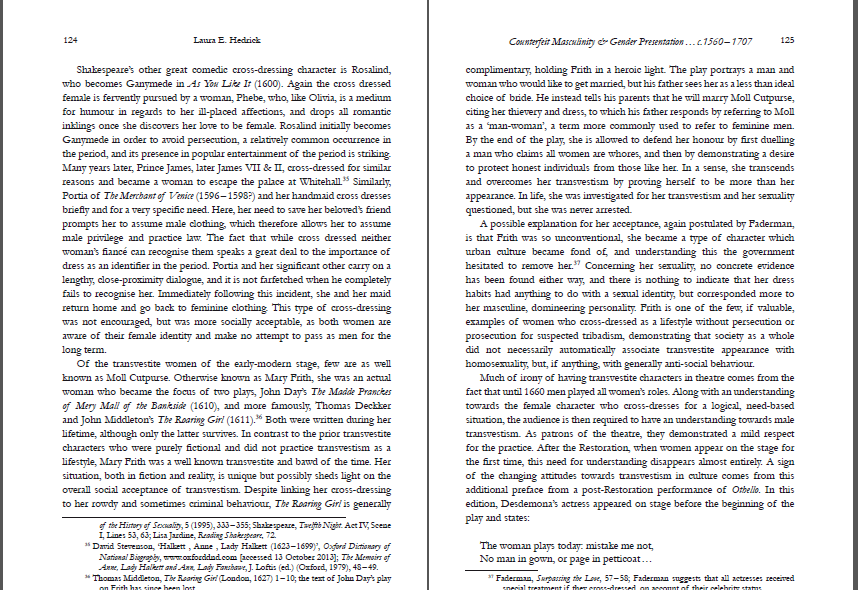 124
Laura E. Hedrick
Shakespeare's other great comedic cross-dressing character is Rosalind,
who becomes Ganymede in As You Like It (1600). Again the cross dressed
female is fervently pursued by a woman, Phebe, who, like Olivia, is a medium
for humour in regards to her ill-placed affections, and drops all romantic
inklings once she discovers her love to be female. Rosalind initially becomes
Ganymede in order to avoid persecution, a relatively common occurrence in
the period, and its presence in popular entertainment of the period is striking.
Many years later, Prince James, later James VII & II, cross-dressed for similar
reasons and became a woman to escape the palace at Whitehall.35 Similarly,
Portia of The Merchant of Venice (1596–1598?) and her handmaid cross dresses
briefly and for a very specific need. Here, her need to save her beloved's friend
prompts her to assume male clothing, which therefore allows her to assume
male privilege and practice law. The fact that while cross dressed neither
woman's fiancé can recognise them speaks a great deal to the importance of
dress as an identifier in the period. Portia and her significant other carry on a
lengthy, close-proximity dialogue, and it is not farfetched when he completely
fails to recognise her. Immediately following this incident, she and her maid
return home and go back to feminine clothing. This type of cross-dressing
was not encouraged, but was more socially acceptable, as both women are
aware of their female identity and make no attempt to pass as men for the
long term.
Of the transvestite women of the early-modern stage, few are as well
known as Moll Cutpurse. Otherwise known as Mary Frith, she was an actual
woman who became the focus of two plays, John Day's The Madde Pranckes
of Mery Mall of the Bankside (1610), and more famously, Thomas Deckker
and John Middleton's The Roaring Girl (1611).36 Both were written during her
lifetime, although only the latter survives. In contrast to the prior transvestite
characters who were purely fictional and did not practice transvestism as a
lifestyle, Mary Frith was a well known transvestite and bawd of the time. Her
situation, both in fiction and reality, is unique but possibly sheds light on the
overall social acceptance of transvestism. Despite linking her cross-dressing
to her rowdy and sometimes criminal behaviour, The Roaring Girl is generally
of the History of Sexuality, 5 (1995), 333–355; Shakespeare, Twelfth Night. Act IV, Scene
I, Lines 53, 63; Lisa Jardine, Reading Shakespeare, 72.
35 David Stevenson, 'Halkett , Anne , Lady Halkett (1623–1699)', Oxford Dictionary of
National Biography, www.oxforddnd.com [accessed 13 October 2013]; The Memoirs of
Anne, Lady Halkett and Ann, Lady Fanshawe, J. Loftis (ed.) (Oxford, 1979), 48–49.
36 Thomas Middleton, The Roaring Girl (London, 1627) 1–10; the text of John Day's play
on Frith has since been lost.
Counterfeit Masculinity & Gender Presentation … c.1560–1707
125
complimentary, holding Frith in a heroic light. The play portrays a man and
woman who would like to get married, but his father sees her as a less than ideal
choice of bride. He instead tells his parents that he will marry Moll Cutpurse,
citing her thievery and dress, to which his father responds by referring to Moll
as a 'man-woman', a term more commonly used to refer to feminine men.
By the end of the play, she is allowed to defend her honour by first duelling
a man who claims all women are whores, and then by demonstrating a desire
to protect honest individuals from those like her. In a sense, she transcends
and overcomes her transvestism by proving herself to be more than her
appearance. In life, she was investigated for her transvestism and her sexuality
questioned, but she was never arrested.
A possible explanation for her acceptance, again postulated by Faderman,
is that Frith was so unconventional, she became a type of character which
urban culture became fond of, and understanding this the government
hesitated to remove her.37 Concerning her sexuality, no concrete evidence
has been found either way, and there is nothing to indicate that her dress
habits had anything to do with a sexual identity, but corresponded more to
her masculine, domineering personality. Frith is one of the few, if valuable,
examples of women who cross-dressed as a lifestyle without persecution or
prosecution for suspected tribadism, demonstrating that society as a whole
did not necessarily automatically associate transvestite appearance with
homosexuality, but, if anything, with generally anti-social behaviour.
Much of irony of having transvestite characters in theatre comes from the
fact that until 1660 men played all women's roles. Along with an understanding
towards the female character who cross-dresses for a logical, need-based
situation, the audience is then required to have an understanding towards male
transvestism. As patrons of the theatre, they demonstrated a mild respect
for the practice. After the Restoration, when women appear on the stage for
the first time, this need for understanding disappears almost entirely. A sign
of the changing attitudes towards transvestism in culture comes from this
additional preface from a post-Restoration performance of Othello. In this
edition, Desdemona's actress appeared on stage before the beginning of the
play and states:
The woman plays today: mistake me not,
No man in gown, or page in petticoat…
37 Faderman, Surpassing the Love, 57–58; Faderman suggests that all actresses received
special treatment if they cross-dressed, on account of their celebrity status.